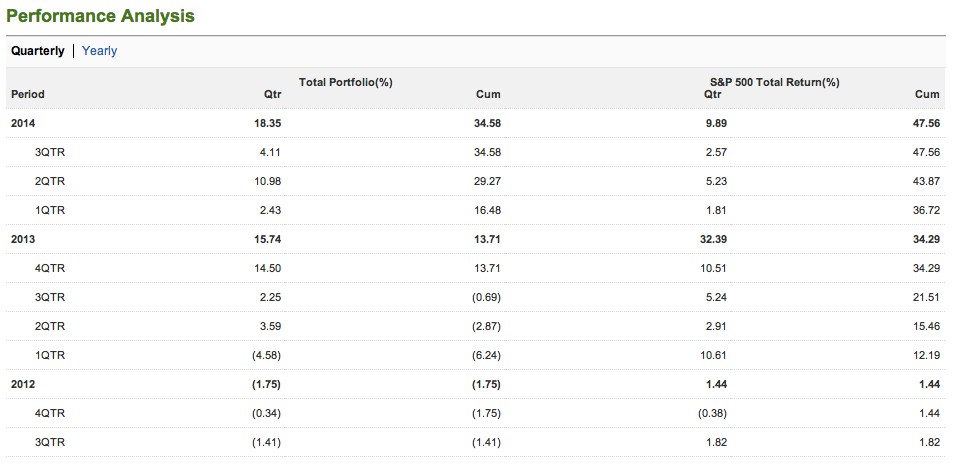 Performance Analysis
Quarterly | Yearly
Total Portfolio(%) S&P 500 Total Return(%)
Period Qtr Cum Qtr Cum
2014 18.35 34.58 9.89 47.56
3QTR 4.11 34.58 2.57 47.56
2QTR 10.98 29.27 5.23 43.87
1QTR 2.43 16.48 1.81 36.72
2013 15.74 13.71 32.39 34.29
4QTR 14.50 13.71 10.51 34.29
3QTR 2.25 (0.69) 5.24 21.51
2QTR 3.59 (2.87) 2.91 15.46
1QTR (4.58) (6.24) 10.61 12.19
2012 (1.75) (1.75) 1.44 1.44
4QTR (0.34) (1.75) (0.38) 1.44
3QTR (1.41) (1.41) 1.82 1.82